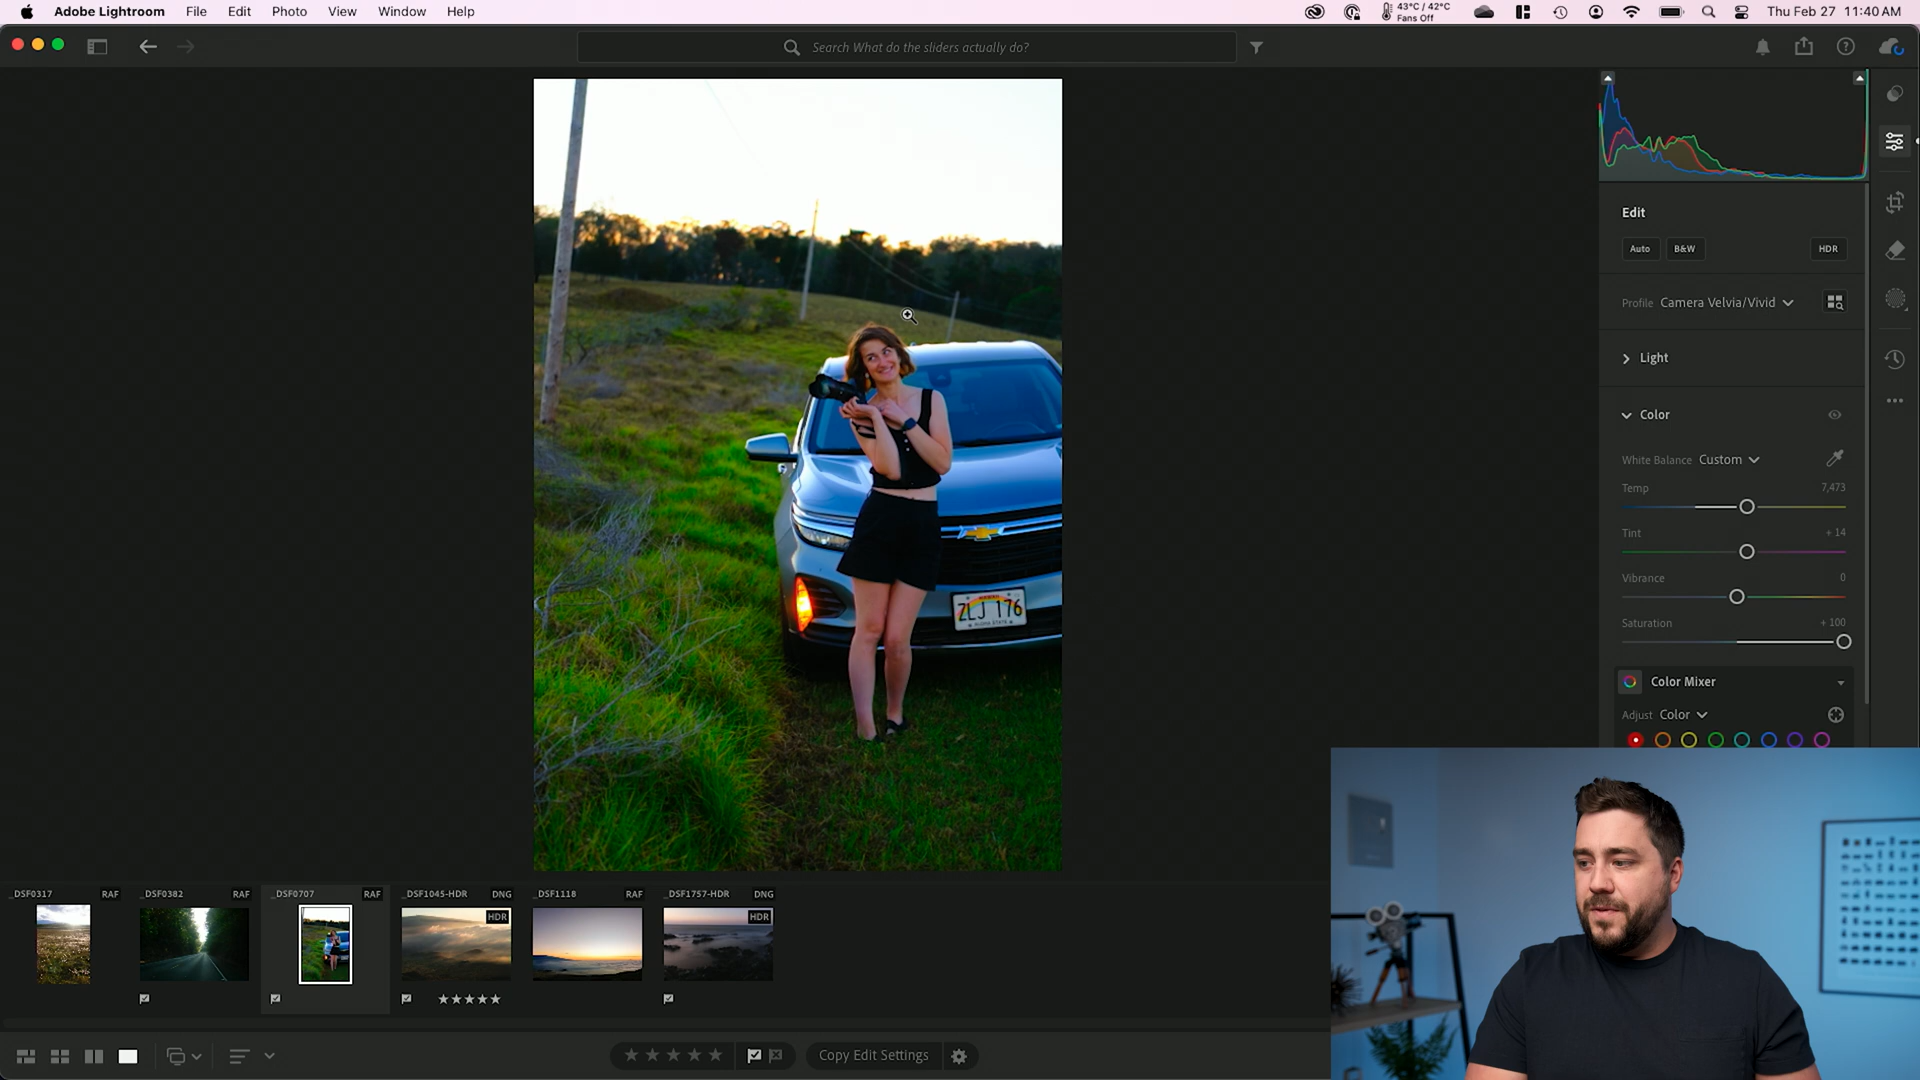 Adobe Lightroom File Edit Photo View Window Help
43°C / 42°C
Fans Off
Thu Feb 27 11:40 AM
Search What do the sliders actually do?
Edit
Auto B&W HDR
Profile Camera Velvia/Vivid
Light
Color
White Balance Custom
Temp 7,473
Tint + 14
Vibrance 0
Saturation + 100
Color Mixer
Adjust Color
ZLJ 176
ALOHA STATE
_DSF0317 RAF
_DSF0382 RAF
_DSF0707 RAF
_DSF1045-HDR DNG
HDR
_DSF1118 RAF
_DSF1757-HDR DNG
HDR
Copy Edit Settings